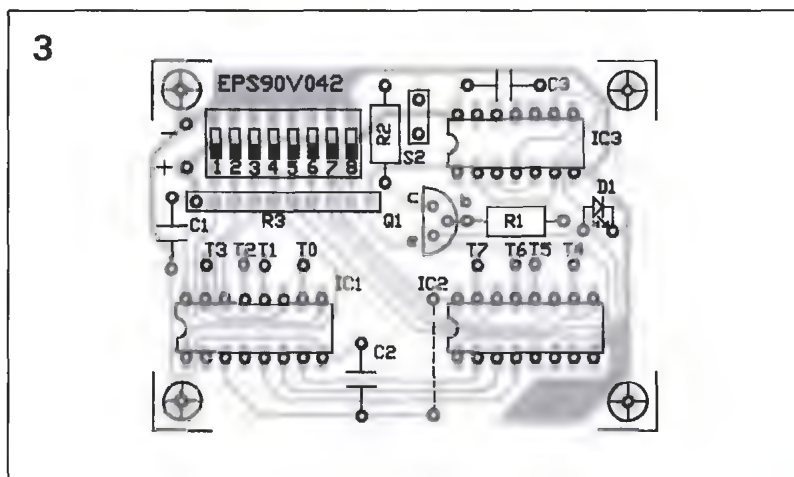 3
EPS90V042
C3
R2
S2
IC3
− +
1 2 3 4 5 6 7 8
D1
R3
Q1
c b
e
R1
C1
T3 T2 T1 T0
T7 T6 T5 T4
IC1
IC2
C2